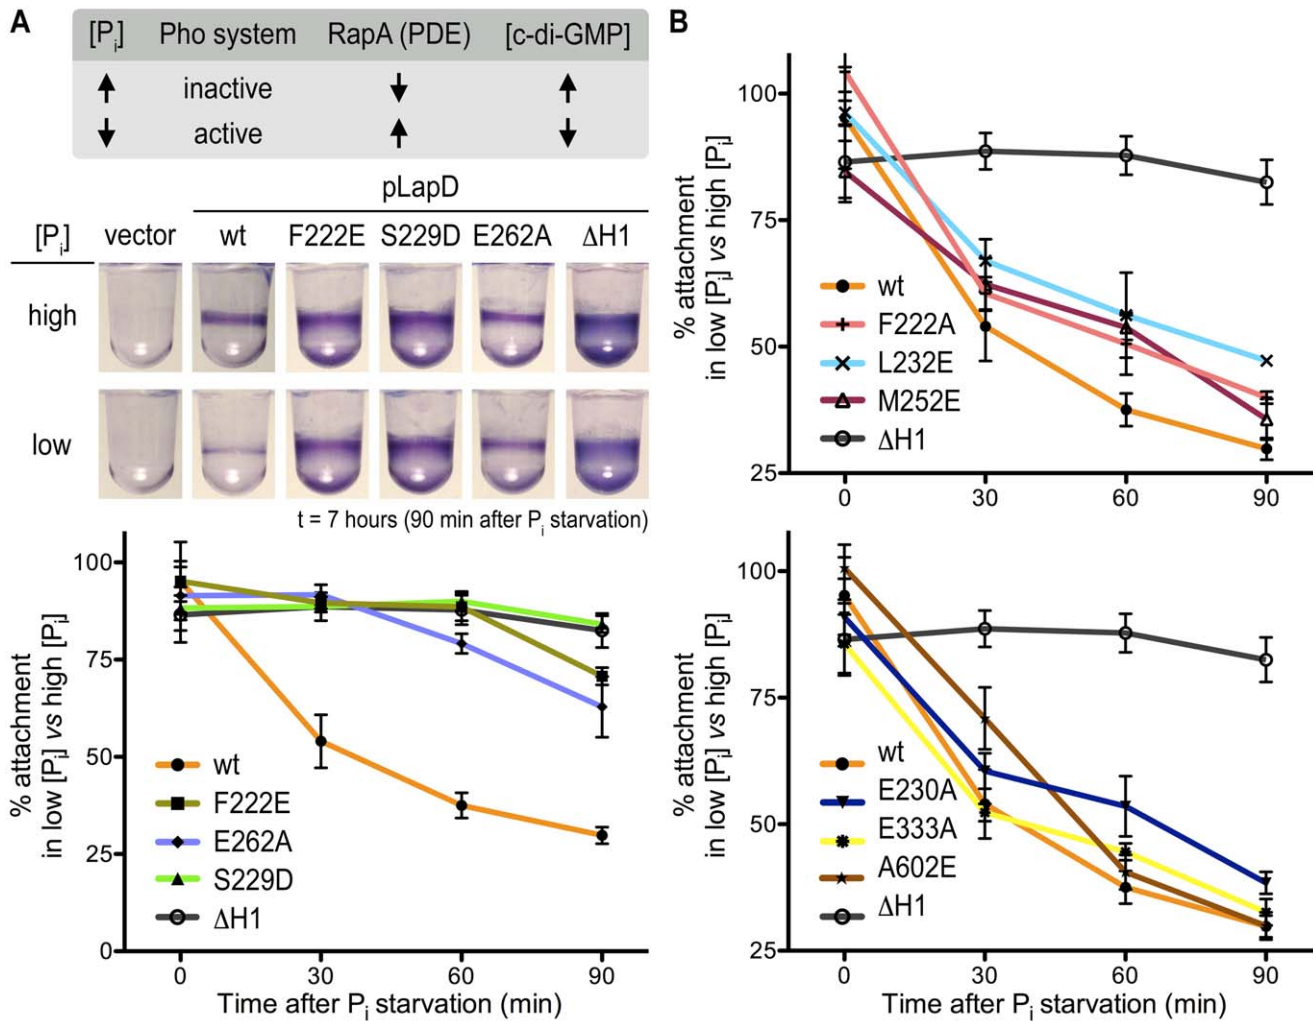 A
[Pi] Pho system RapA (PDE) [c-di-GMP]
↑ inactive ↓ ↑
↓ active ↑ ↓
pLapD
[Pi] vector wt F222E S229D E262A ΔH1
high
low
t = 7 hours (90 min after Pi starvation)
% attachment
in low [Pi] vs high [Pi]
100
75
50
25
0
wt
F222E
E262A
S229D
ΔH1
0 30 60 90
Time after Pi starvation (min)
B
% attachment
in low [Pi] vs high [Pi]
100
75
50
25
wt
F222A
L232E
M252E
ΔH1
0 30 60 90
% attachment
in low [Pi] vs high [Pi]
100
75
50
25
wt
E230A
E333A
A602E
ΔH1
0 30 60 90
Time after Pi starvation (min)